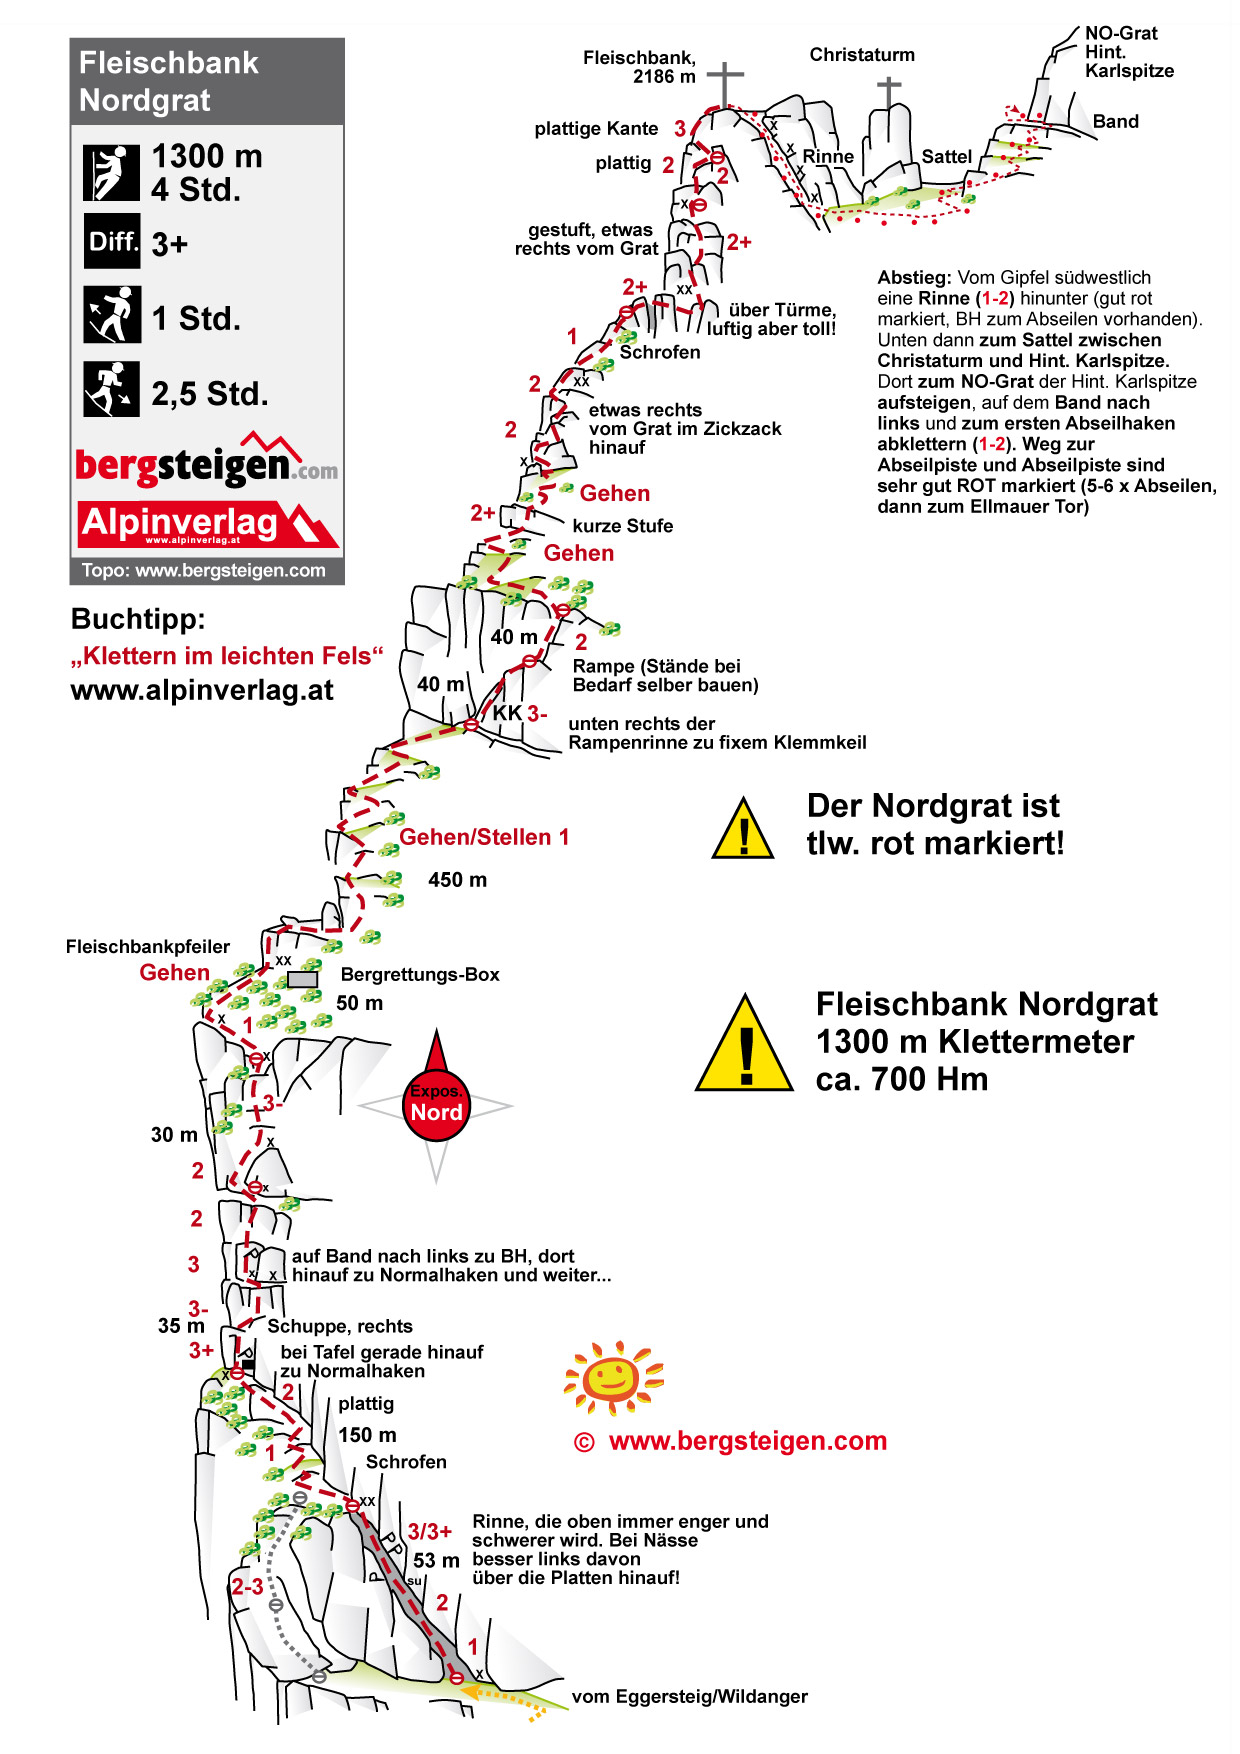 Fleischbank
Nordgrat
1300 m
4 Std.
Diff.
3+
1 Std.
2,5 Std.
bergsteigen.com
Alpinverlag
www.alpinverlag.at
Topo: www.bergsteigen.com
Buchtipp:
„Klettern im leichten Fels“
www.alpinverlag.at
NO-Grat
Hint.
Karlspitze
Fleischbank,
2186 m
Christaturm
Band
plattige Kante
3
x
plattig
2
2
x
Rinne
Sattel
x
x
x
gestuft, etwas
rechts vom Grat
2+
xx
2+
über Türme,
luftig aber toll!
1
Schrofen
Abstieg: Vom Gipfel südwestlich
eine Rinne (1-2) hinunter (gut rot
markiert, BH zum Abseilen vorhanden).
Unten dann zum Sattel zwischen
Christaturm und Hint. Karlspitze.
Dort zum NO-Grat der Hint. Karlspitze
aufsteigen, auf dem Band nach
links und zum ersten Abseilhaken
abklettern (1-2). Weg zur
Abseilpiste und Abseilpiste sind
sehr gut ROT markiert (5-6 x Abseilen,
dann zum Ellmauer Tor)
2
xx
etwas rechts
vom Grat im Zickzack
hinauf
2
x
Gehen
2+
kurze Stufe
Gehen
40 m
2
Rampe (Stände bei
Bedarf selber bauen)
40 m
KK 3-
unten rechts der
Rampenrinne zu fixem Klemmkeil
Der Nordgrat ist
tlw. rot markiert!
Gehen/Stellen 1
450 m
Fleischbankpfeiler
Gehen
xx
Bergrettungs-Box
50 m
x
1
x
Fleischbank Nordgrat
1300 m Klettermeter
ca. 700 Hm
Expos.
Nord
3-
30 m
x
2
x
2
P
3
x
x
auf Band nach links zu BH, dort
hinauf zu Normalhaken und weiter...
3-
35 m
Schuppe, rechts
3+
P
bei Tafel gerade hinauf
zu Normalhaken
x
2
plattig
150 m
1
Schrofen
xx
© www.bergsteigen.com
3/3+
53 m
P
P
P
su
Rinne, die oben immer enger und
schwerer wird. Bei Nässe
besser links davon
über die Platten hinauf!
2-3
2
1
x
vom Eggersteig/Wildanger